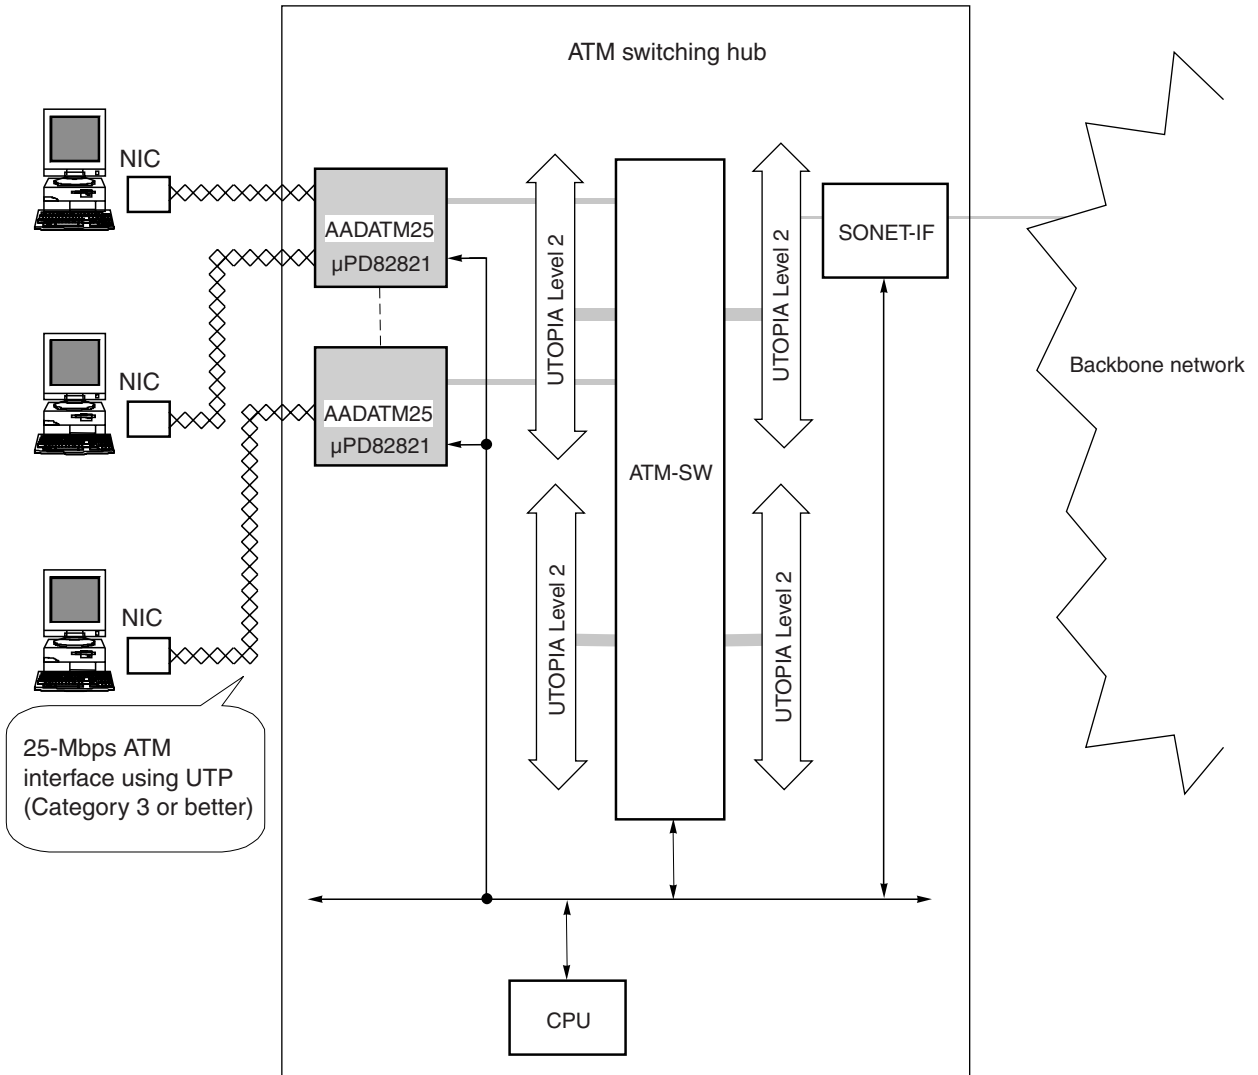 ATM switching hub
NIC
AADATM25
µPD82821
UTOPIA Level 2
UTOPIA Level 2
SONET-IF
NIC
AADATM25
µPD82821
Backbone network
ATM-SW
NIC
UTOPIA Level 2
UTOPIA Level 2
25-Mbps ATM
interface using UTP
(Category 3 or better)
CPU